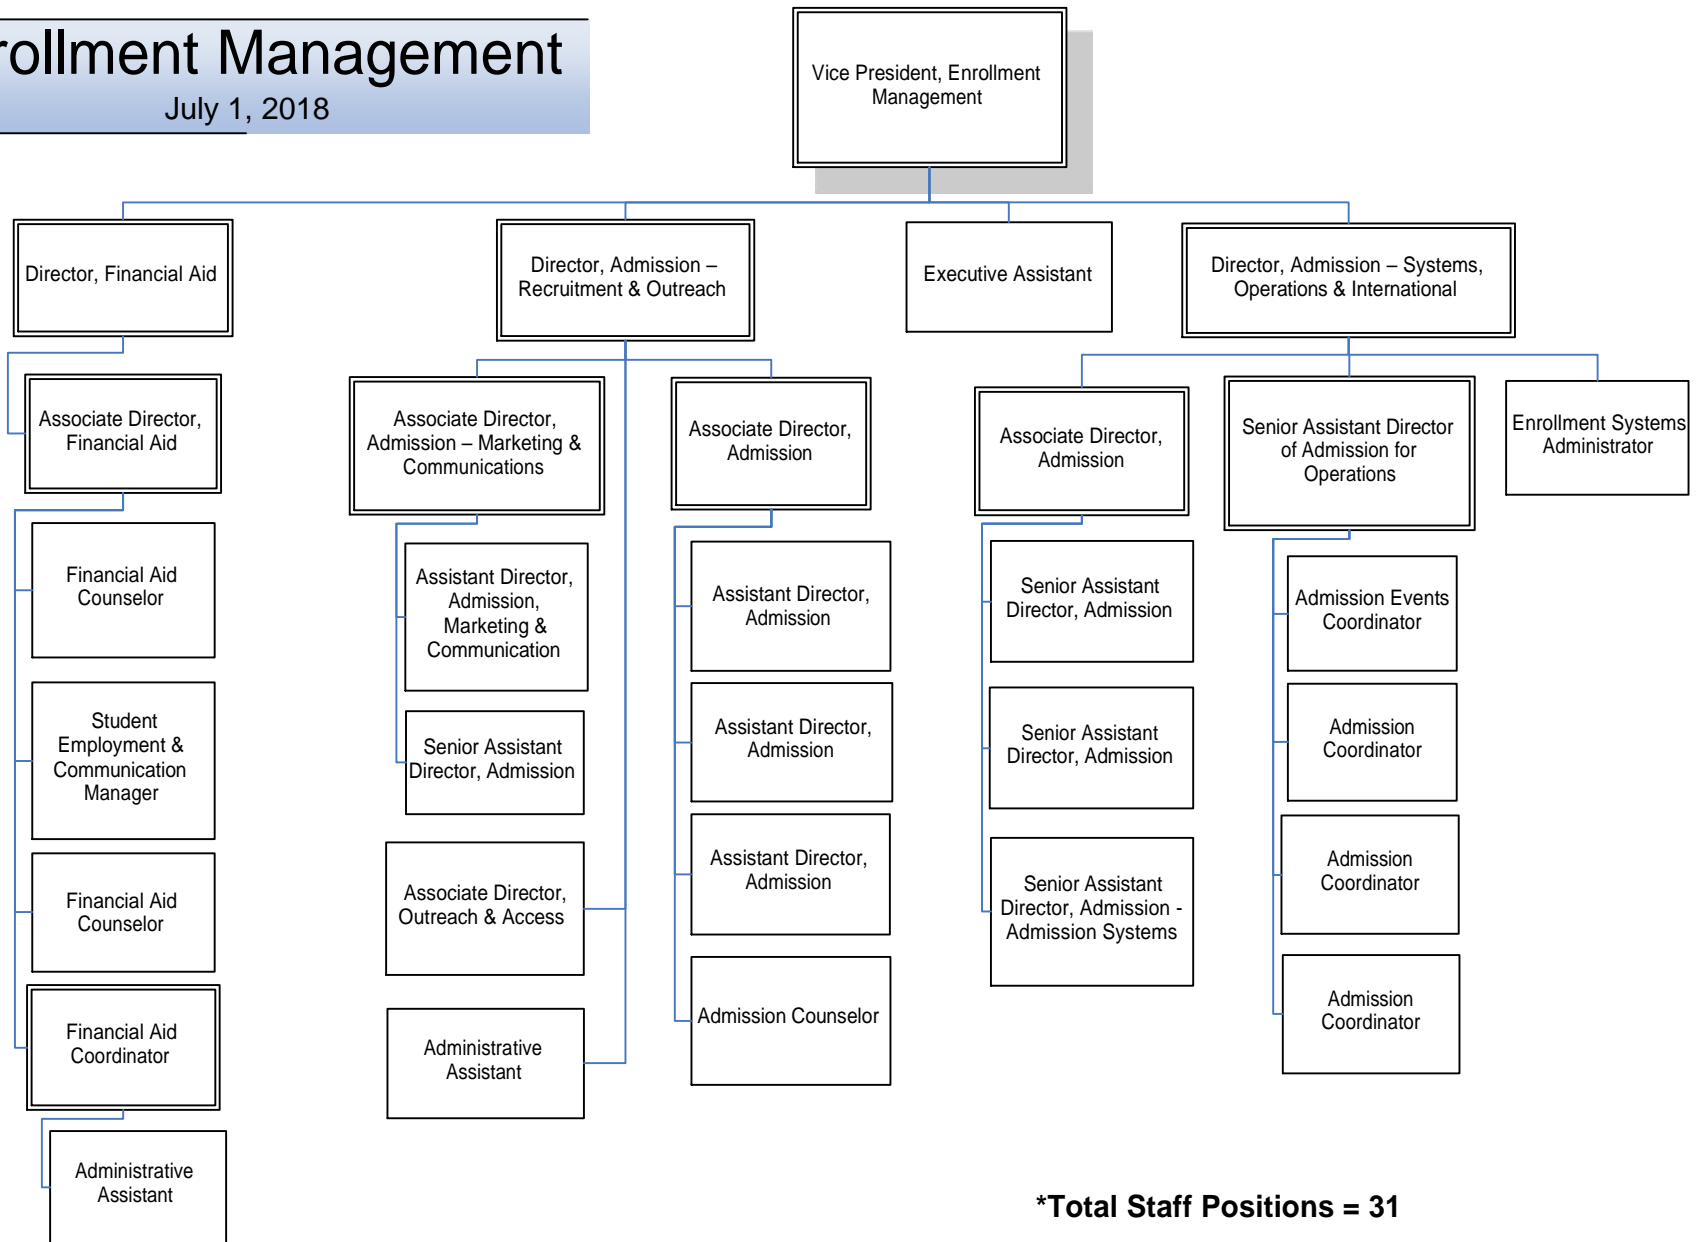 rollment Management
July 1, 2018
Vice President, Enrollment
Management
Director, Financial Aid
Director, Admission –
Recruitment & Outreach
Executive Assistant
Director, Admission – Systems,
Operations & International
Associate Director,
Financial Aid
Associate Director,
Admission – Marketing &
Communications
Associate Director,
Admission
Associate Director,
Admission
Senior Assistant Director
of Admission for
Operations
Enrollment Systems
Administrator
Financial Aid
Counselor
Student
Employment &
Communication
Manager
Financial Aid
Counselor
Financial Aid
Coordinator
Administrative
Assistant
Assistant Director,
Admission,
Marketing &
Communication
Senior Assistant
Director, Admission
Associate Director,
Outreach & Access
Administrative
Assistant
Assistant Director,
Admission
Assistant Director,
Admission
Assistant Director,
Admission
Admission Counselor
Senior Assistant
Director, Admission
Senior Assistant
Director, Admission
Senior Assistant
Director, Admission -
Admission Systems
Admission Events
Coordinator
Admission
Coordinator
Admission
Coordinator
Admission
Coordinator
*Total Staff Positions = 31